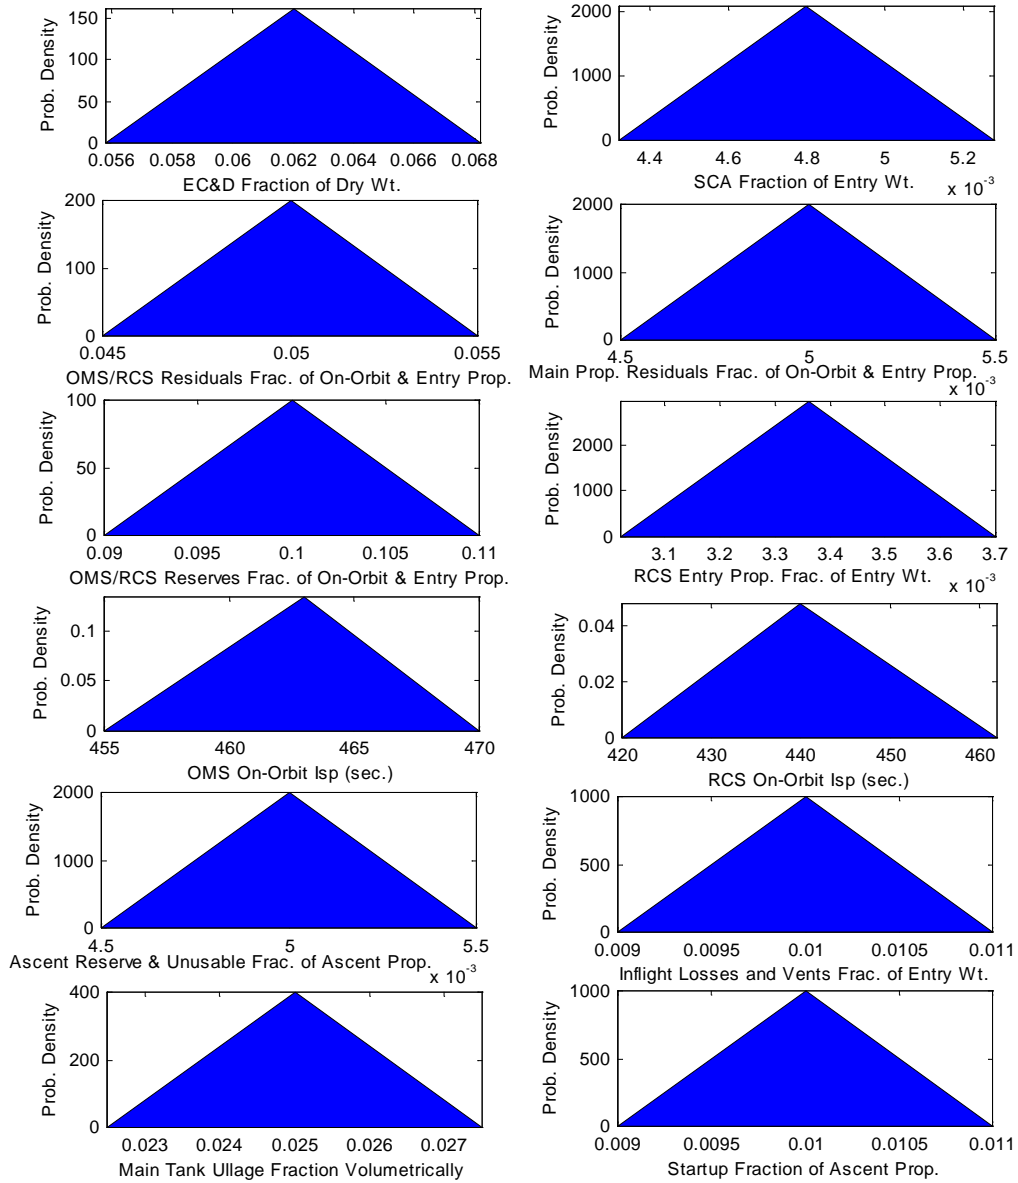 150
100
50
0
Prob. Density
0.056 0.058 0.06 0.062 0.064 0.066 0.068
EC&D Fraction of Dry Wt.
2000
1000
0
Prob. Density
4.4 4.6 4.8 5 5.2
SCA Fraction of Entry Wt.
x 10-3
200
100
0
Prob. Density
0.045 0.05 0.055
OMS/RCS Residuals Frac. of On-Orbit & Entry Prop.
2000
1000
0
Prob. Density
4.5 5 5.5
Main Prop. Residuals Frac. of On-Orbit & Entry Prop.
x 10-3
100
50
0
Prob. Density
0.09 0.095 0.1 0.105 0.11
OMS/RCS Reserves Frac. of On-Orbit & Entry Prop.
2000
1000
0
Prob. Density
3.1 3.2 3.3 3.4 3.5 3.6 3.7
RCS Entry Prop. Frac. of Entry Wt.
x 10-3
0.1
0.05
0
Prob. Density
455 460 465 470
OMS On-Orbit Isp (sec.)
0.04
0.02
0
Prob. Density
420 430 440 450 460
RCS On-Orbit Isp (sec.)
2000
1000
0
Prob. Density
4.5 5 5.5
Ascent Reserve & Unusable Frac. of Ascent Prop.
x 10-3
1000
500
0
Prob. Density
0.009 0.0095 0.01 0.0105 0.011
Inflight Losses and Vents Frac. of Entry Wt.
400
200
0
Prob. Density
0.023 0.024 0.025 0.026 0.027
Main Tank Ullage Fraction Volumetrically
1000
500
0
Prob. Density
0.009 0.0095 0.01 0.0105 0.011
Startup Fraction of Ascent Prop.